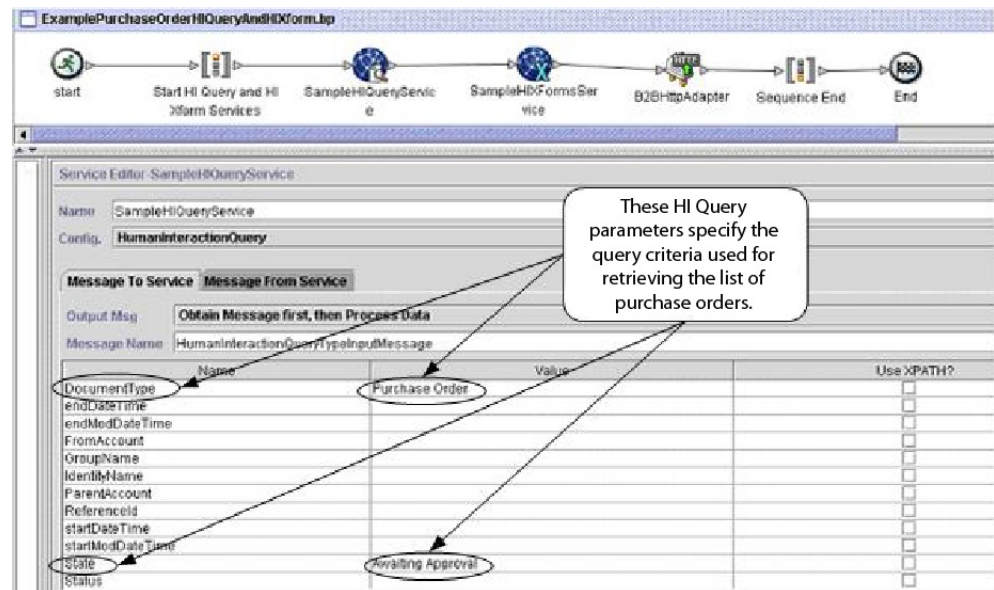 ExamplePurchaseOrderHIQueryAndHIXform.bp
start
Start HI Query and HI
Xform Services
SampleHIQueryServic
e
SampleHIXFormsSer
vice
B2BHttpAdapter
Sequence End
End
Service Editor-SampleHIQueryService
Name SampleHIQueryService
Config. HumanInteractionQuery
These HI Query
parameters specify the
query criteria used for
retrieving the list of
purchase orders.
Message To Service Message From Service
Output Msg Obtain Message first, then Process Data
Message Name HumanInteractionQueryTypeInputMessage
Name Value Use XPATH?
DocumentType Purchase Order
endDateTime
endModDateTime
FromAccount
GroupName
IdentityName
ParentAccount
ReferenceId
startDateTime
startModDateTime
State Awaiting Approval
Status